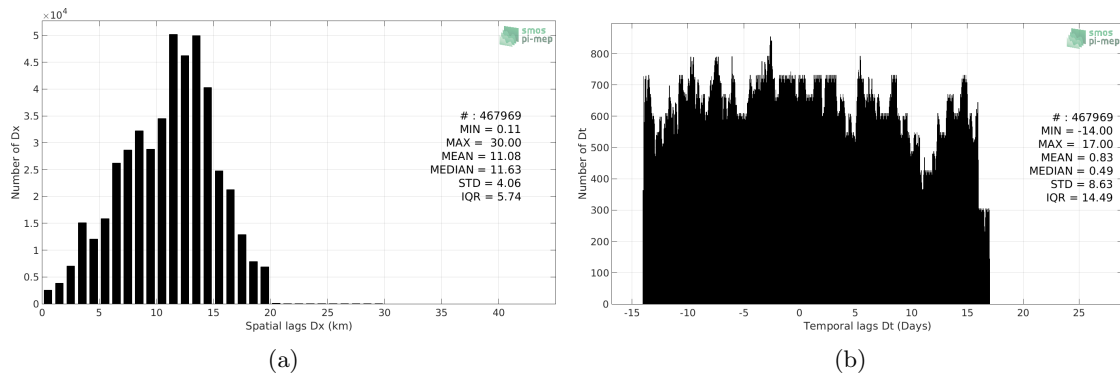 ×10⁴
5
4.5
4
3.5
3
2.5
2
1.5
1
0.5
0
Number of Dx
0 5 10 15 20 25 30 35 40
Spatial lags Dx (km)
smos
pi-mep
# : 467969
MIN = 0.11
MAX = 30.00
MEAN = 11.08
MEDIAN = 11.63
STD = 4.06
IQR = 5.74
(a)
800
700
600
500
400
300
200
100
0
Number of Dt
-15 -10 -5 0 5 10 15 20 25
Temporal lags Dt (Days)
smos
pi-mep
# : 467969
MIN = -14.00
MAX = 17.00
MEAN = 0.83
MEDIAN = 0.49
STD = 8.63
IQR = 14.49
(b)